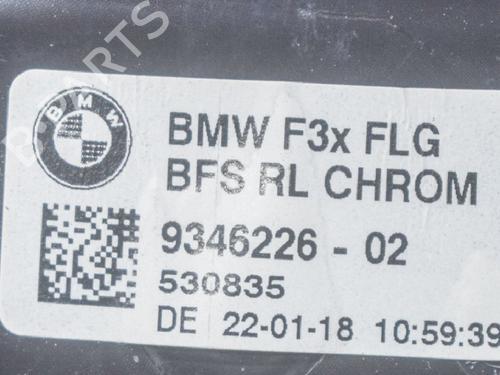 BMW
BMW F3x FLG
BFS RL CHROM
9346226 - 02
530835
DE 22-01-18 10:59:39